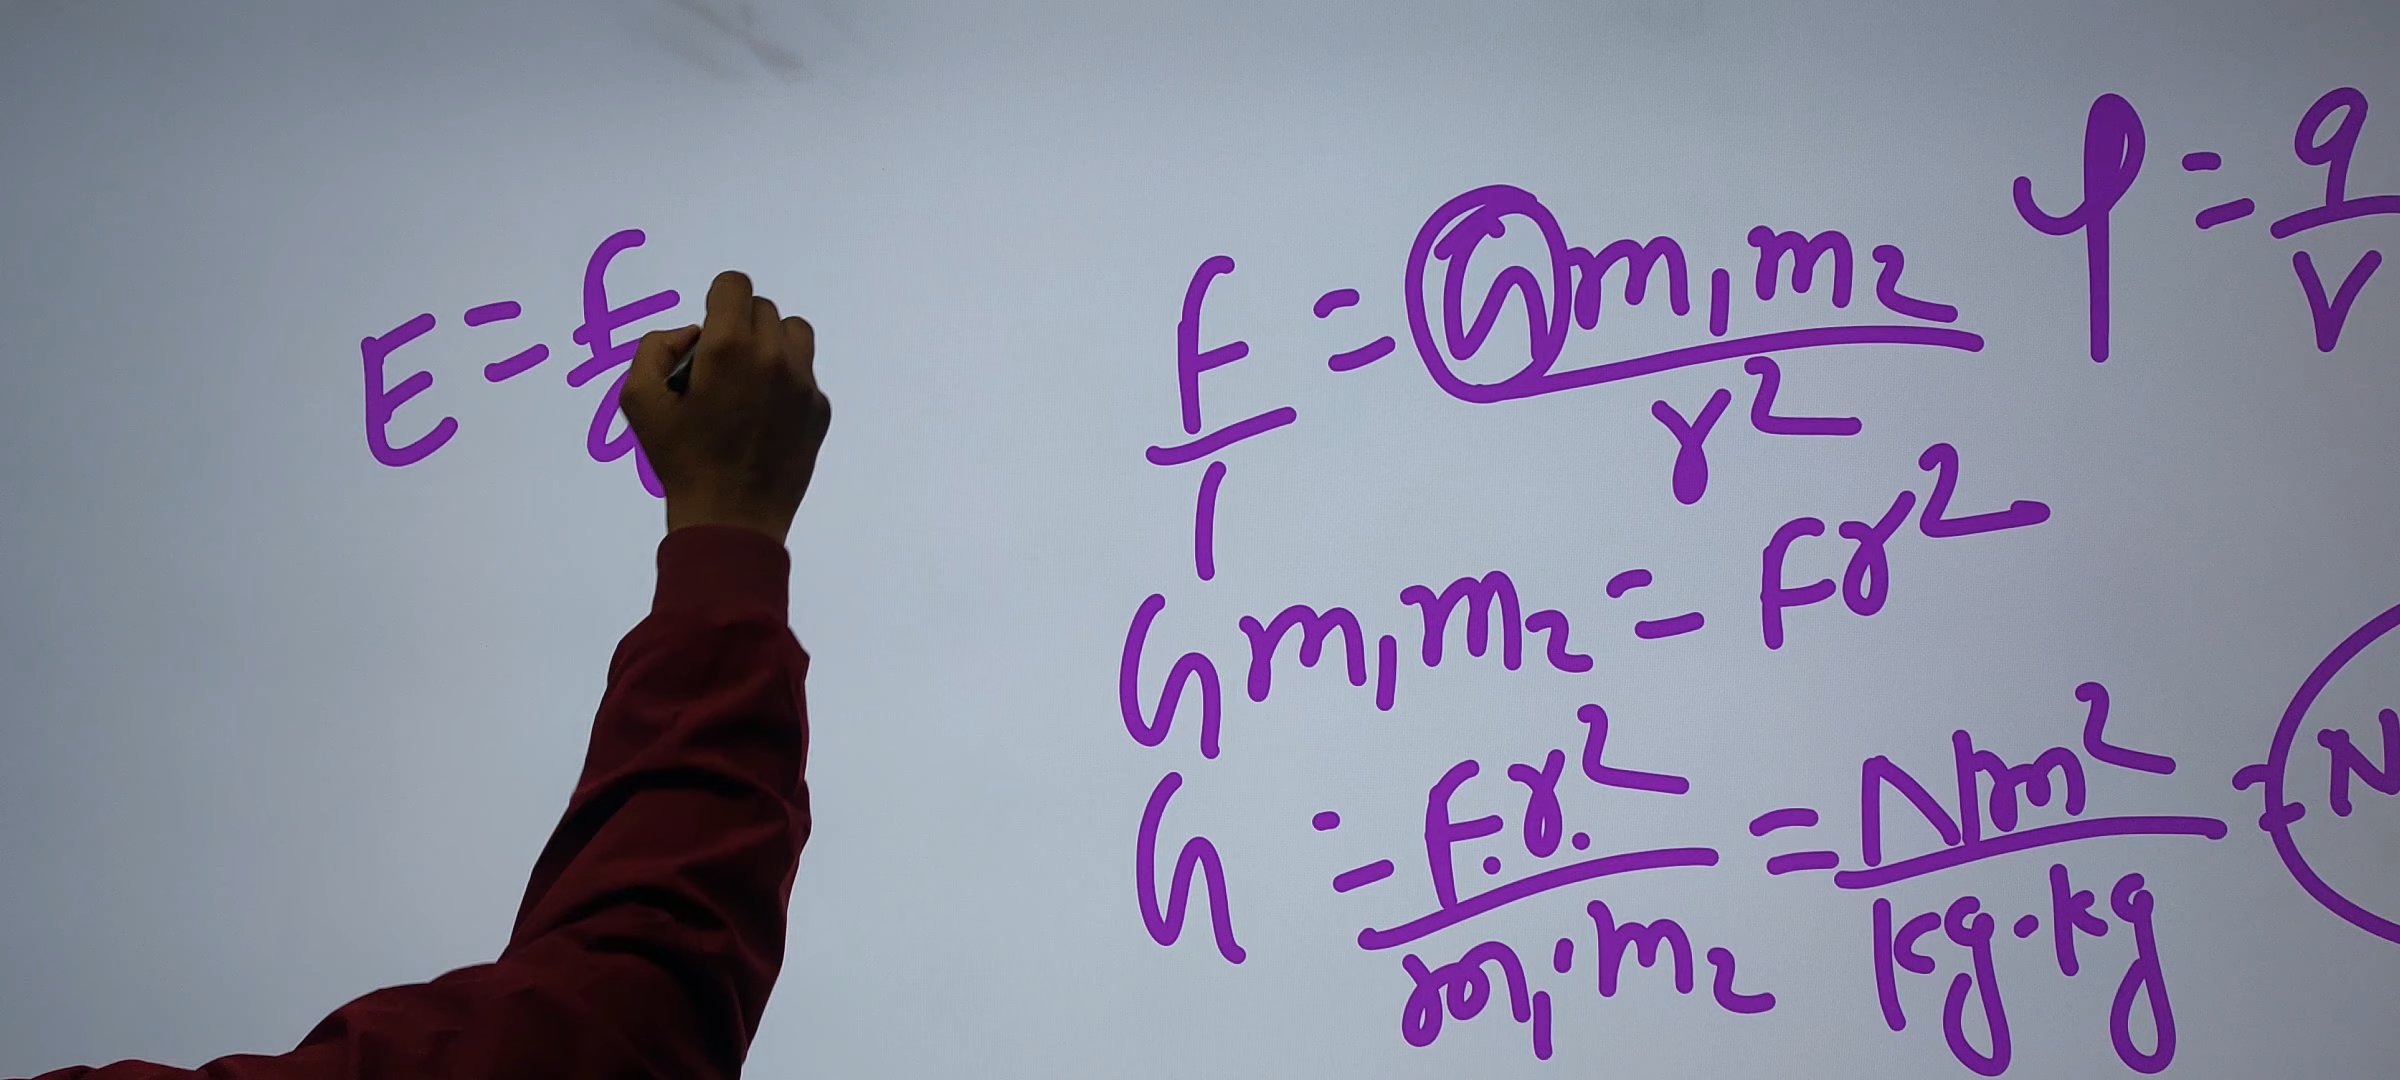 E = F/q
F/1 = Gm₁m₂/r²
φ = q/V
Gm₁m₂ = Fr²
G = F.r²./m₁.m₂ = Nm²/kg.kg = N